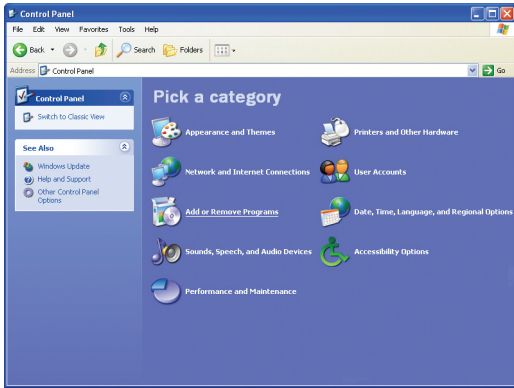 Control Panel
File Edit View Favorites Tools Help
Back Search Folders
Address Control Panel Go
Control Panel
Switch to Classic View
See Also
Windows Update
Help and Support
Other Control Panel
Options
Pick a category
Appearance and Themes
Printers and Other Hardware
Network and Internet Connections
User Accounts
Add or Remove Programs
Date, Time, Language, and Regional Options
Sounds, Speech, and Audio Devices
Accessibility Options
Performance and Maintenance